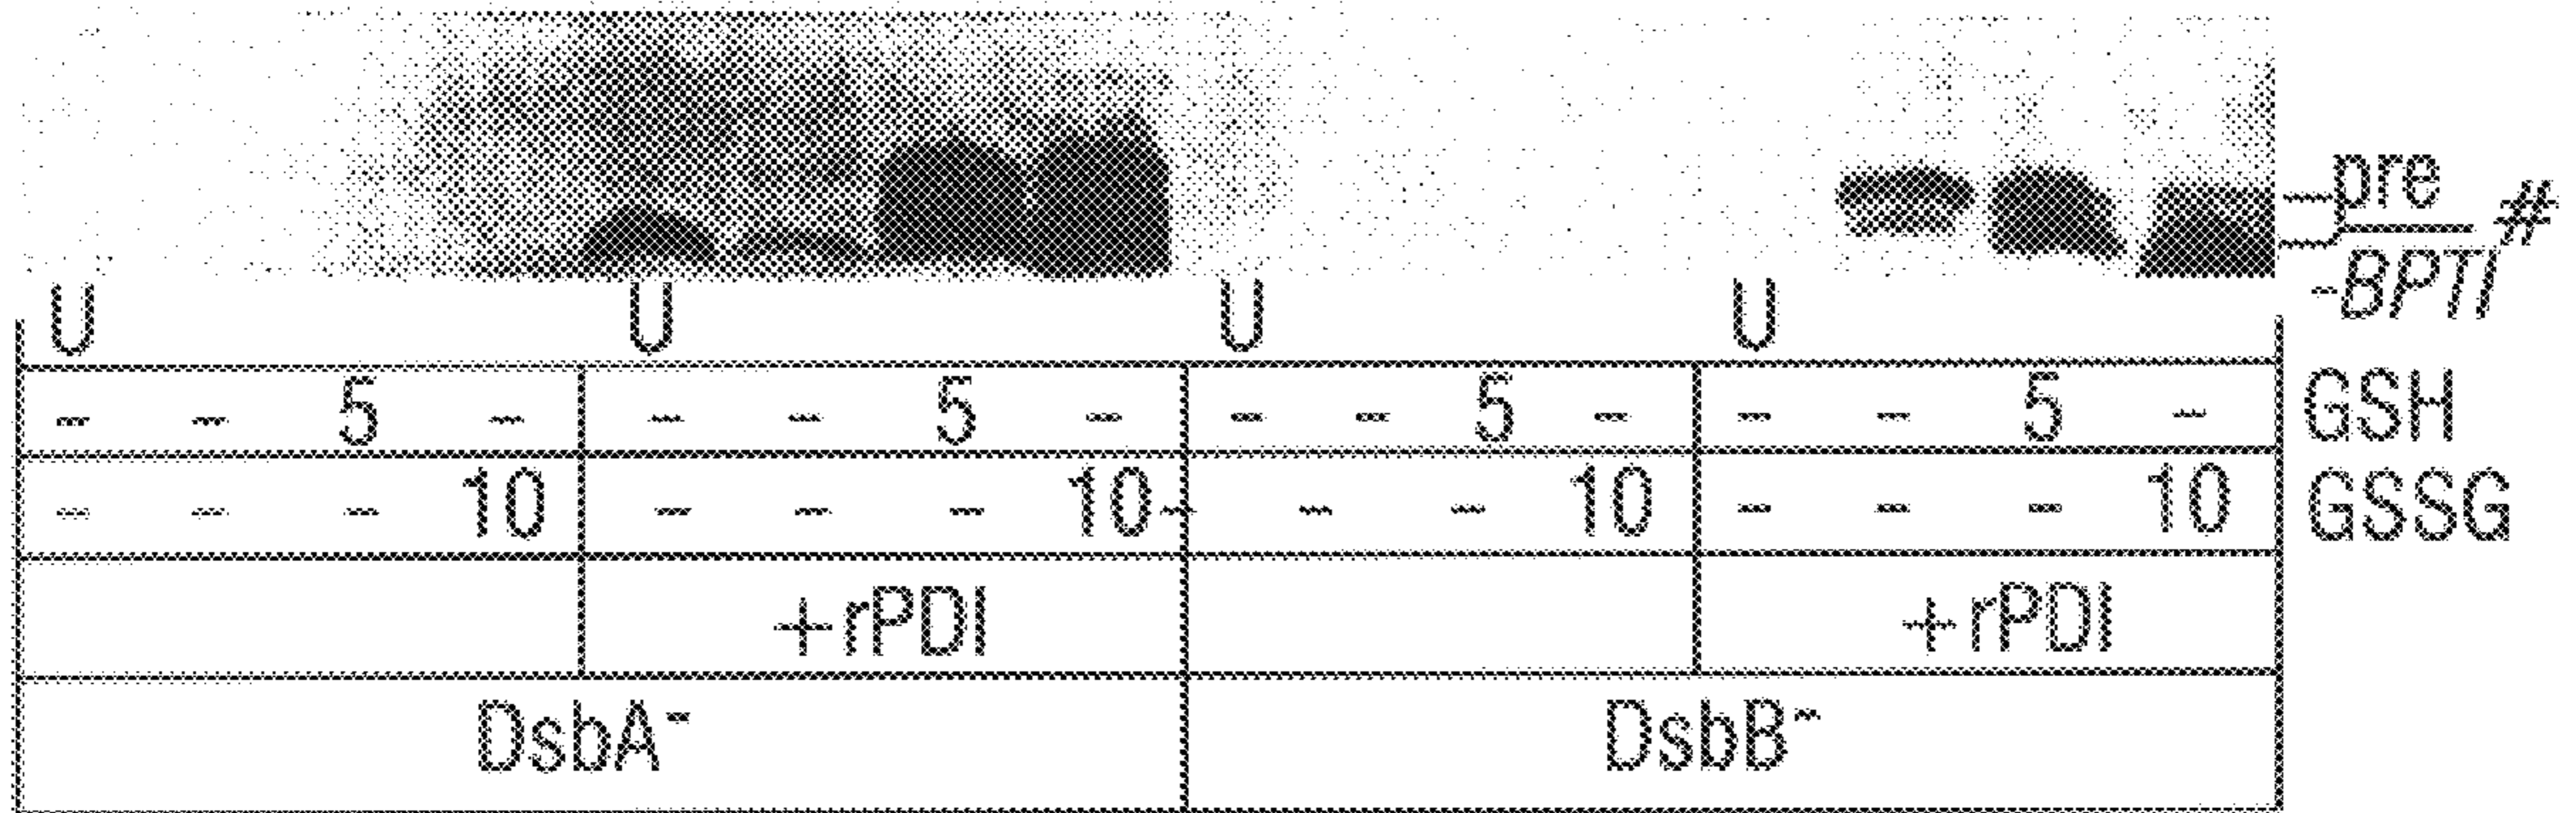 pre #
-BPTI
U U U U
- - 5 - - - 5 - - - 5 - - - 5 - GSH
- - - 10 - - - 10 - - - 10 - - - 10 GSSG
+rPDI +rPDI
DsbA- DsbB-